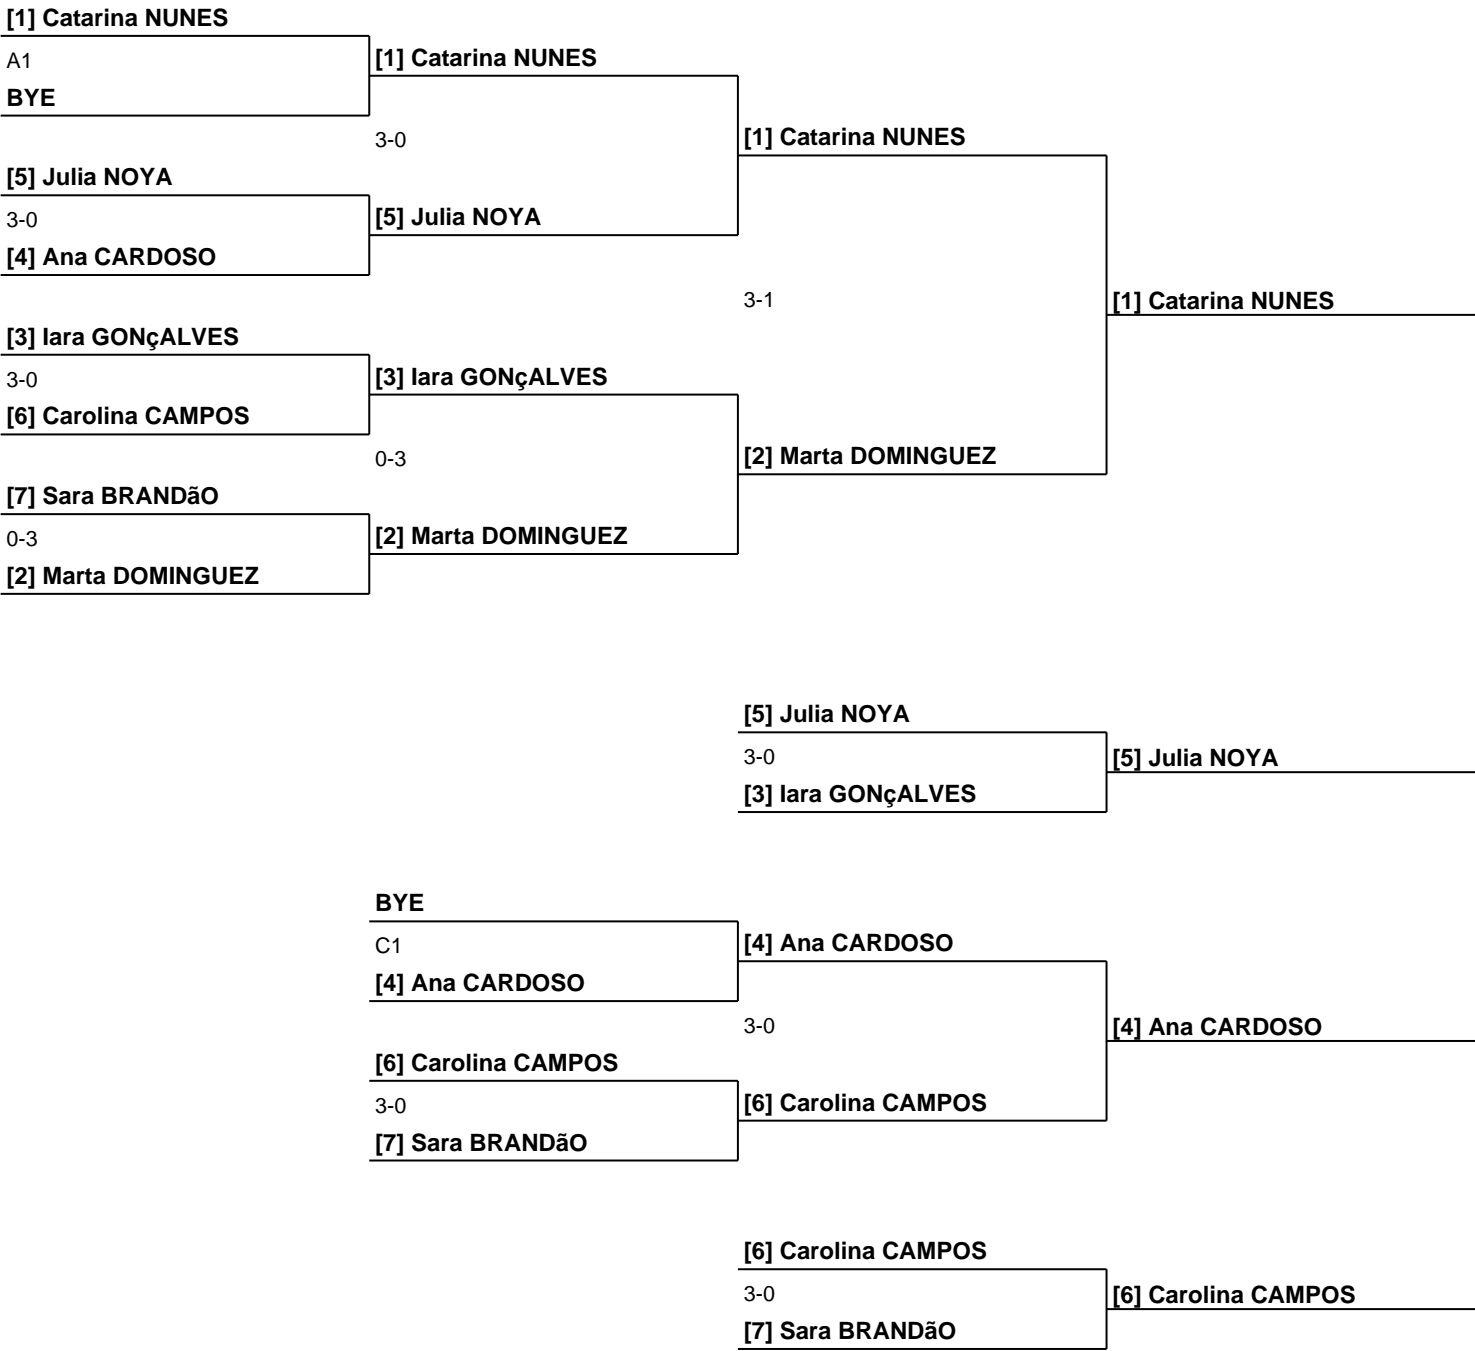 [1] Catarina NUNES
A1
BYE
[1] Catarina NUNES
3-0
[5] Julia NOYA
3-0
[4] Ana CARDOSO
[5] Julia NOYA
[1] Catarina NUNES
3-1
[1] Catarina NUNES
[3] Iara GONçALVES
3-0
[6] Carolina CAMPOS
[3] Iara GONçALVES
0-3
[2] Marta DOMINGUEZ
[7] Sara BRANDãO
0-3
[2] Marta DOMINGUEZ
[2] Marta DOMINGUEZ
[5] Julia NOYA
3-0
[3] Iara GONçALVES
[5] Julia NOYA
BYE
C1
[4] Ana CARDOSO
[4] Ana CARDOSO
3-0
[4] Ana CARDOSO
[6] Carolina CAMPOS
3-0
[7] Sara BRANDãO
[6] Carolina CAMPOS
[6] Carolina CAMPOS
3-0
[7] Sara BRANDãO
[6] Carolina CAMPOS